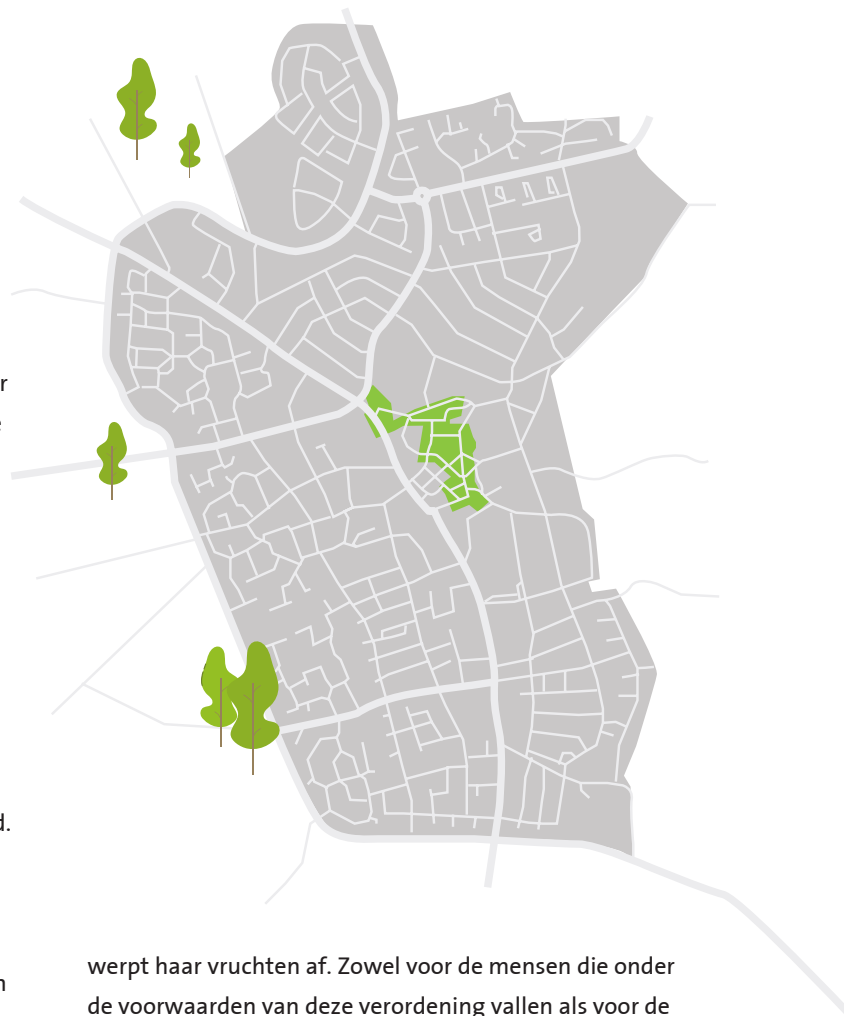 r
d.
werpt haar vruchten af. Zowel voor de mensen die onder
de voorwaarden van deze verordening vallen als voor de